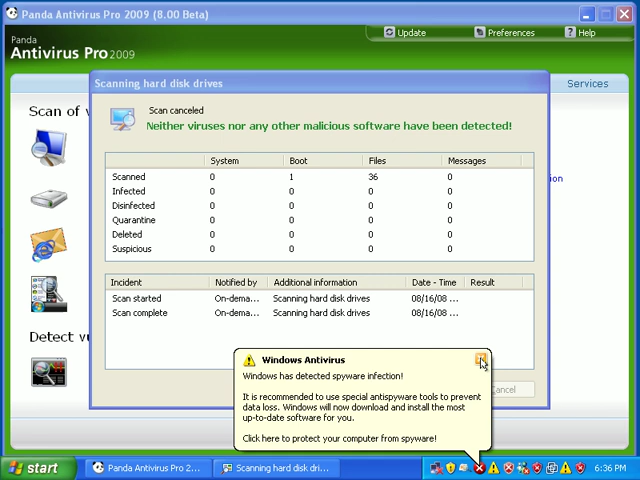 Panda Antivirus Pro 2009 (8.00 Beta)
Panda
Antivirus Pro 2009
Update
Preferences
Help
Services
Scan of v
Scanning hard disk drives
Scan canceled
Neither viruses nor any other malicious software have been detected!
System Boot Files Messages
Scanned 0 1 36 0
Infected 0 0 0 0
Disinfected 0 0 0 0
Quarantine 0 0 0 0
Deleted 0 0 0 0
Suspicious 0 0 0 0
ion
Incident Notified by Additional information Date - Time Result
Scan started On-dema... Scanning hard disk drives 08/16/08 ...
Scan complete On-dema... Scanning hard disk drives 08/16/08 ...
Detect vu
Cancel
Windows Antivirus
Windows has detected spyware infection!
It is recommended to use special antispyware tools to prevent
data loss. Windows will now download and install the most
up-to-date software for you.
Click here to protect your computer from spyware!
start
Panda Antivirus Pro 2...
Scanning hard disk dri...
6:36 PM